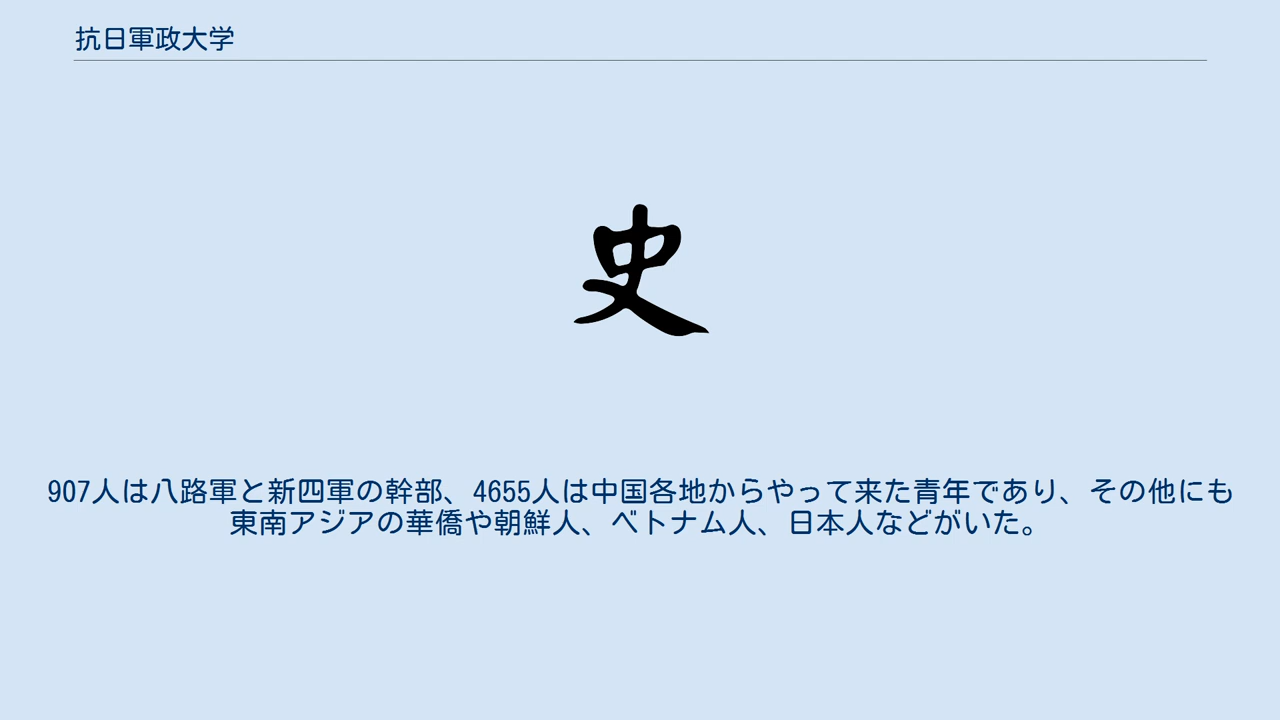 抗日軍政大学
史
907人は八路軍と新四軍の幹部、4655人は中国各地からやって来た青年であり、その他にも
東南アジアの華僑や朝鮮人、ベトナム人、日本人などがいた。